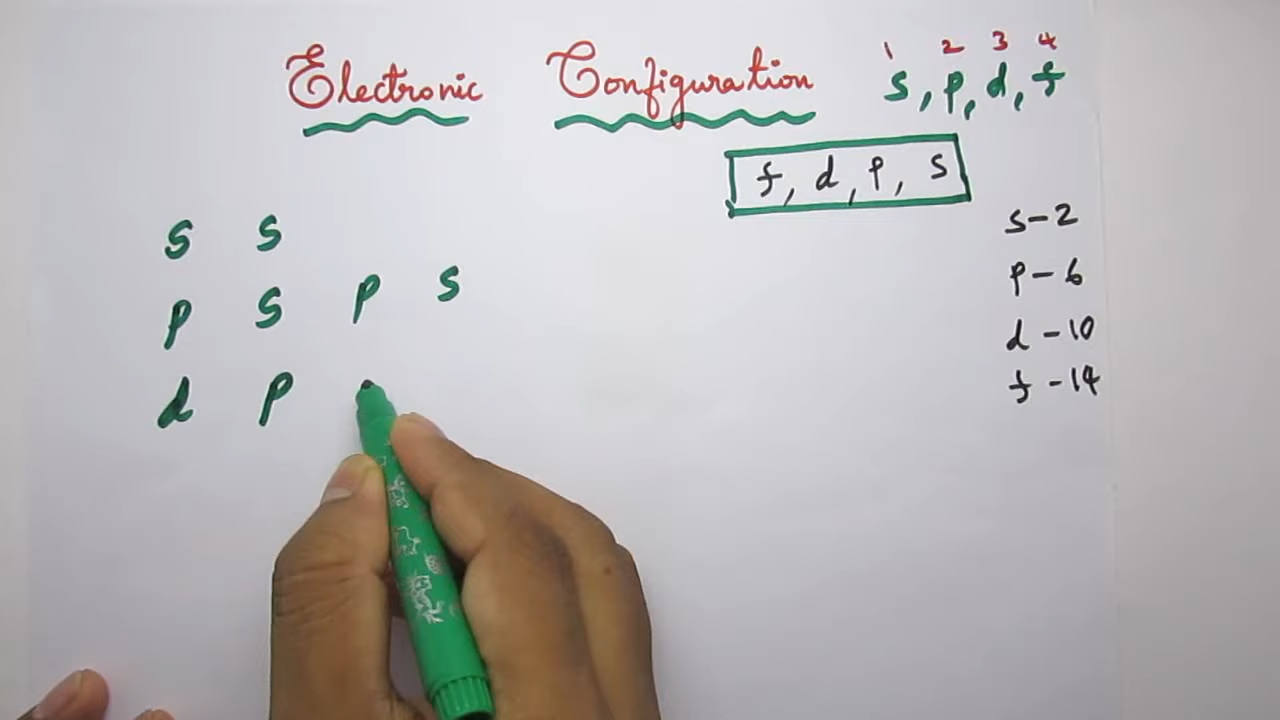 Electronic Configuration
1 2 3 4
s, p, d, f
f, d, p, s
s s
p s p s
d p
s-2
p-6
d-10
f-14